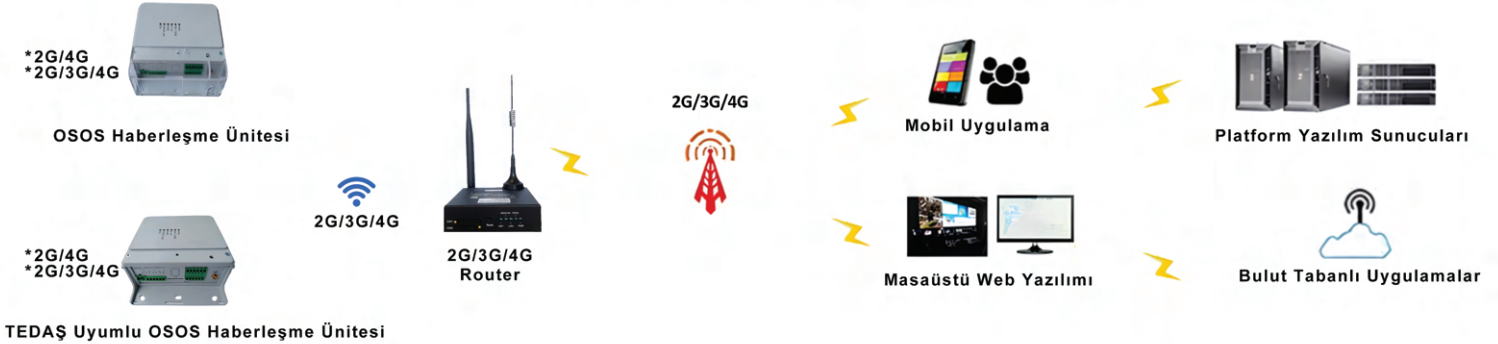 *2G/4G
*2G/3G/4G
OSOS Haberleşme Ünitesi
*2G/4G
*2G/3G/4G
TEDAŞ Uyumlu OSOS Haberleşme Ünitesi
2G/3G/4G
2G/3G/4G
Router
2G/3G/4G
Mobil Uygulama
Masaüstü Web Yazılımı
Platform Yazılım Sunucuları
Bulut Tabanlı Uygulamalar